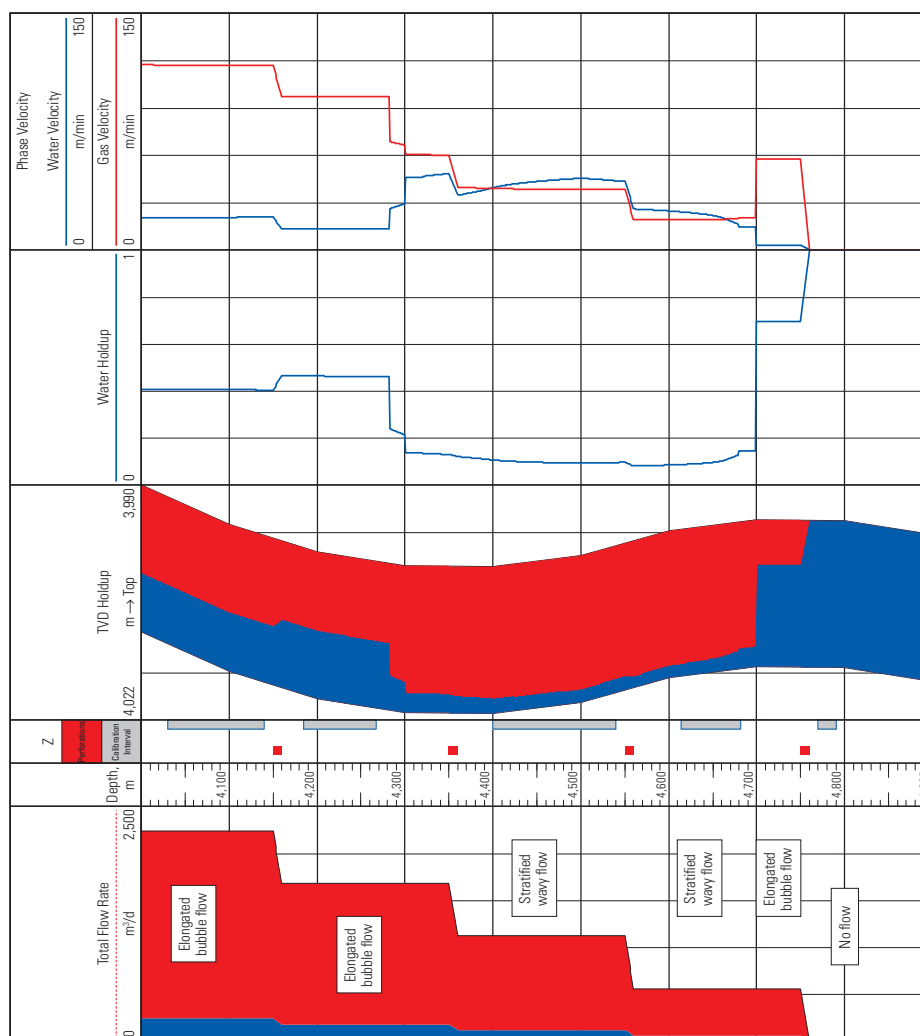 Phase Velocity
Water Velocity
0 m/min 150
Gas Velocity
0 m/min 150
Water Holdup
0 1
TVD Holdup
4,022 m → Top 3,990
Z
Perforations
Calibration
Interval
Depth,
m
4,100
4,200
4,300
4,400
4,500
4,600
4,700
4,800
Total Flow Rate
0 m³/d 2,500
Elongated
bubble flow
Elongated
bubble flow
Stratified
wavy flow
Stratified
wavy flow
Elongated
bubble flow
No flow